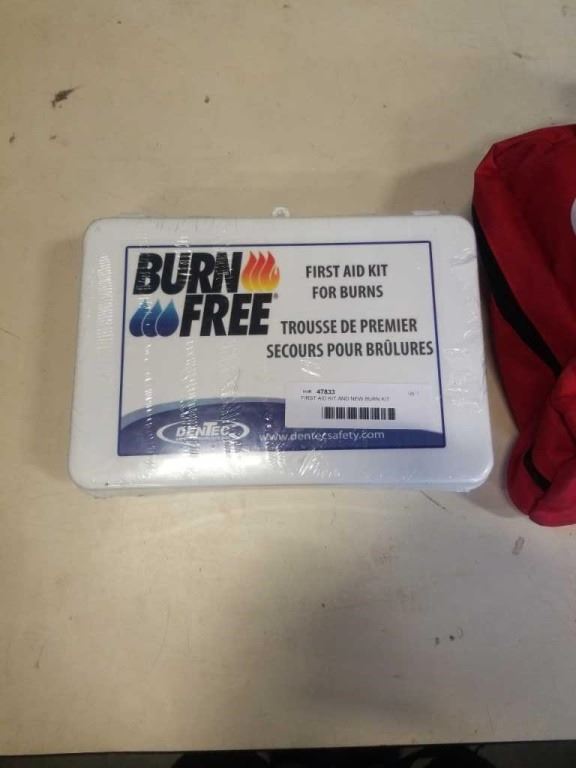 BURN
FREE
FIRST AID KIT
FOR BURNS
TROUSSE DE PREMIER
SECOURS POUR BRÛLURES
47833
FIRST AID KIT AND NEW BURN KIT
DENTEC
www.dentecsafety.com